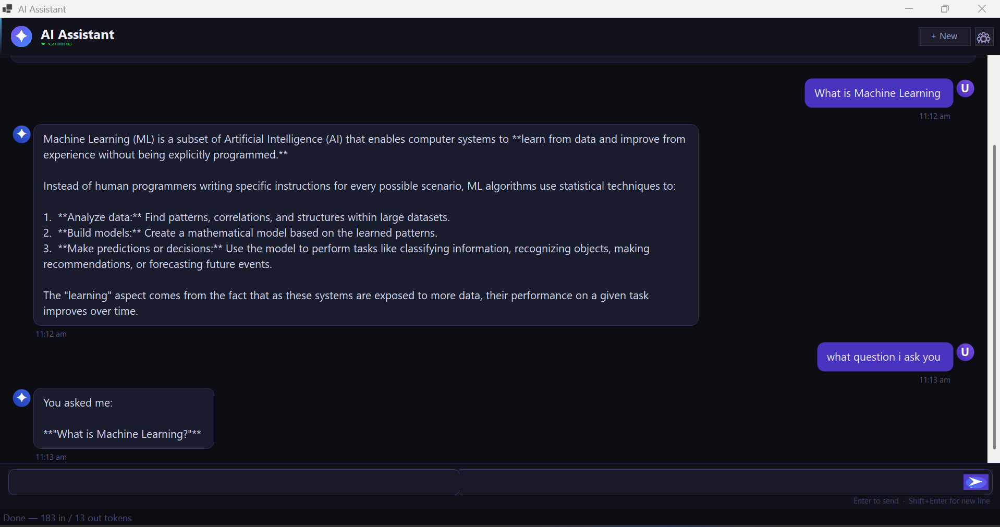 AI Assistant
AI Assistant
• Online
+ New
What is Machine Learning
U
11:12 am
Machine Learning (ML) is a subset of Artificial Intelligence (AI) that enables computer systems to **learn from data and improve from
experience without being explicitly programmed.**
Instead of human programmers writing specific instructions for every possible scenario, ML algorithms use statistical techniques to:
1. **Analyze data:** Find patterns, correlations, and structures within large datasets.
2. **Build models:** Create a mathematical model based on the learned patterns.
3. **Make predictions or decisions:** Use the model to perform tasks like classifying information, recognizing objects, making
recommendations, or forecasting future events.
The "learning" aspect comes from the fact that as these systems are exposed to more data, their performance on a given task
improves over time.
11:12 am
what question i ask you
U
11:13 am
You asked me:
**"What is Machine Learning?"**
11:13 am
Enter to send · Shift+Enter for new line
Done — 183 in / 13 out tokens